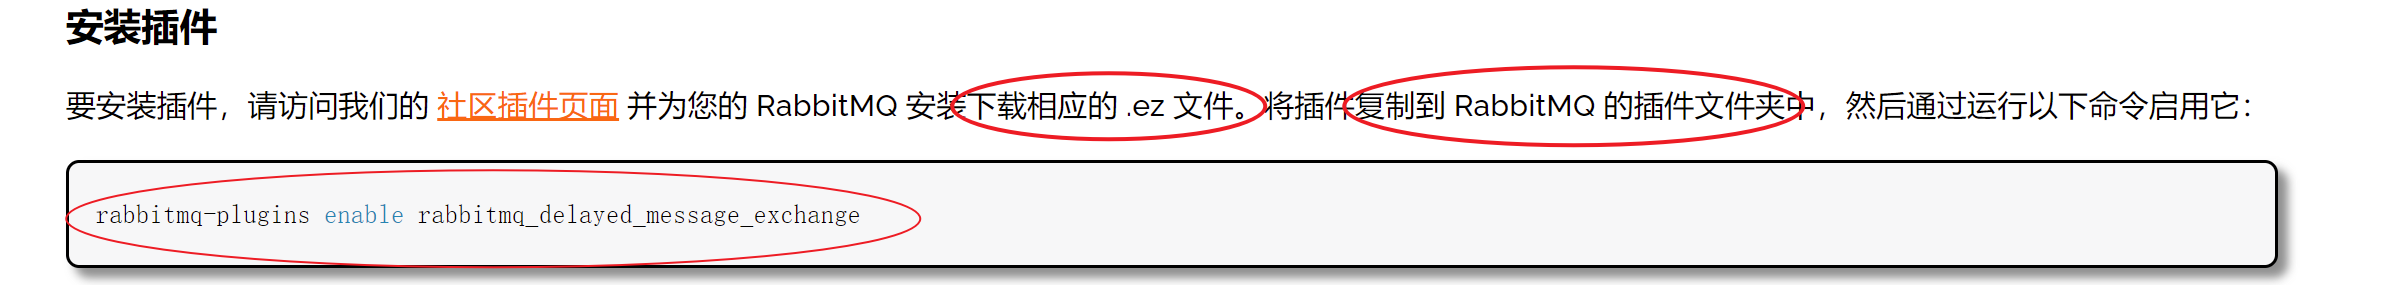 安装插件
要安装插件，请访问我们的 社区插件页面 并为您的 RabbitMQ 安装下载相应的 .ez 文件。将插件复制到 RabbitMQ 的插件文件夹中，然后通过运行以下命令启用它：
rabbitmq-plugins enable rabbitmq_delayed_message_exchange